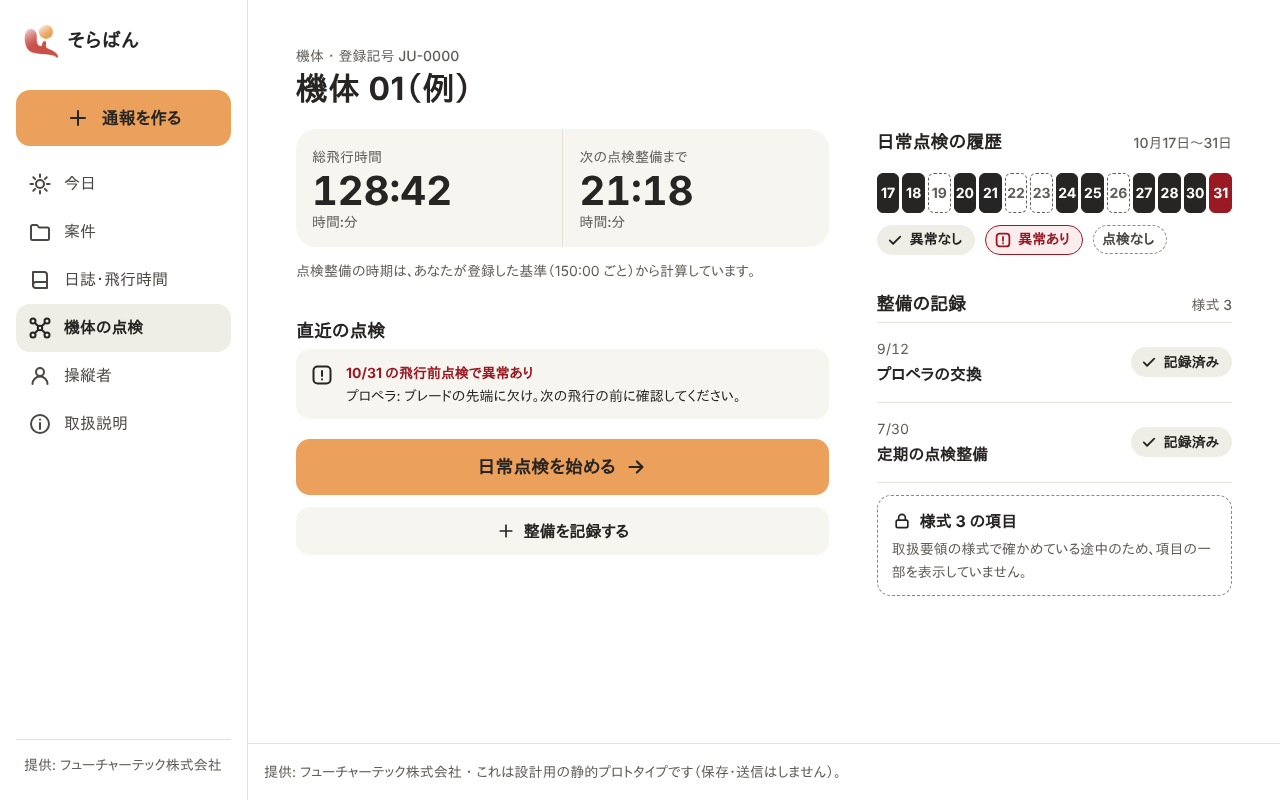 そらばん
通報を作る
今日
案件
日誌・飛行時間
機体の点検
操縦者
取扱説明
提供: フューチャーテック株式会社
機体・登録記号 JU-0000
機体 01（例）
総飛行時間
128:42
時間:分
次の点検整備まで
21:18
時間:分
点検整備の時期は、あなたが登録した基準（150:00 ごと）から計算しています。
直近の点検
10/31 の飛行前点検で異常あり
プロペラ: ブレードの先端に欠け。次の飛行の前に確認してください。
日常点検を始める
整備を記録する
日常点検の履歴
10月17日〜31日
17 18 19 20 21 22 23 24 25 26 27 28 30 31
異常なし 異常あり 点検なし
整備の記録
様式 3
9/12
プロペラの交換
記録済み
7/30
定期の点検整備
記録済み
様式 3 の項目
取扱要領の様式で確かめている途中のため、項目の一
部を表示していません。
提供: フューチャーテック株式会社・これは設計用の静的プロトタイプです（保存・送信はしません）。